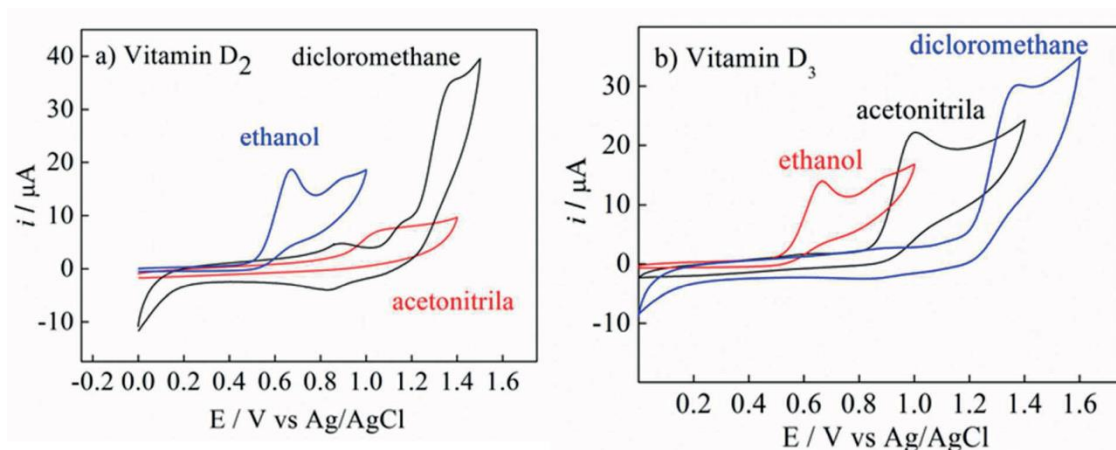 a) Vitamin D2
dicloromethane
ethanol
acetonitrila
40
30
20
10
0
-10
i / µA
-0.2 0.0 0.2 0.4 0.6 0.8 1.0 1.2 1.4 1.6
E / V vs Ag/AgCl
b) Vitamin D3
dicloromethane
acetonitrila
ethanol
30
20
10
0
-10
i / µA
0.2 0.4 0.6 0.8 1.0 1.2 1.4 1.6
E / V vs Ag/AgCl